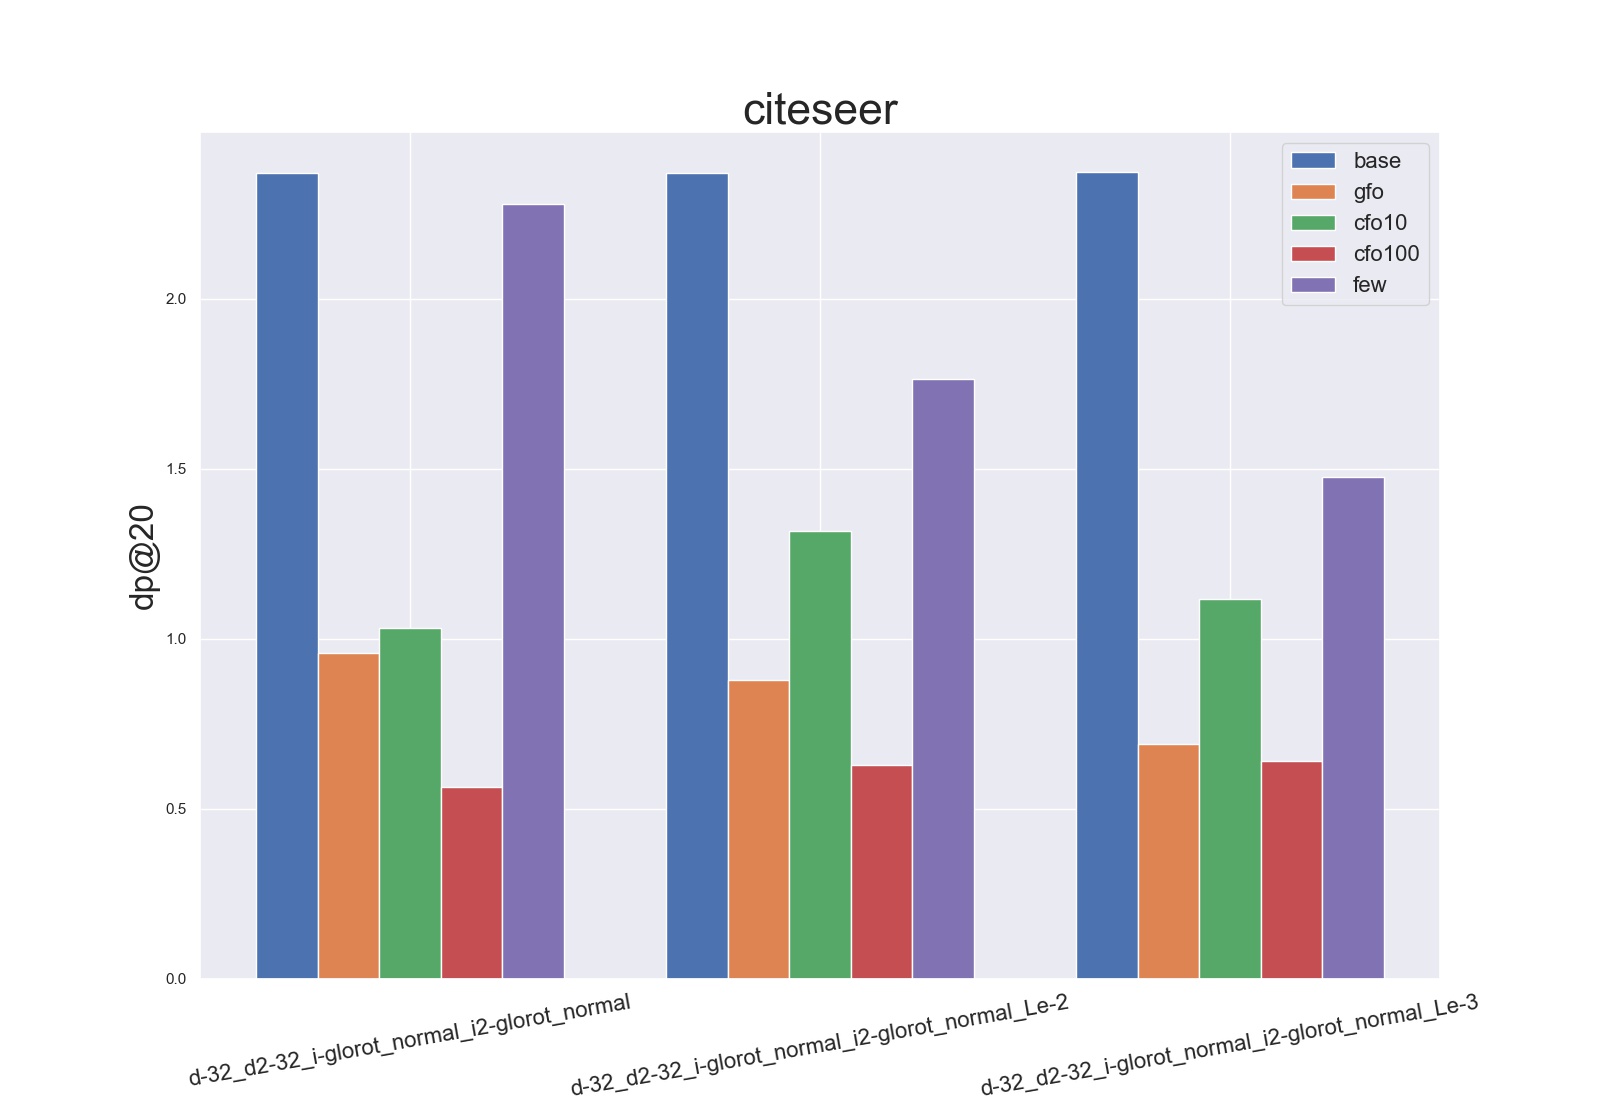 citeseer
base
gfo
cfo10
cfo100
few
dp@20
2.0
1.5
1.0
0.5
0.0
d-32_d2-32_i-glorot_normal_i2-glorot_normal
d-32_d2-32_i-glorot_normal_i2-glorot_normal_Le-2
d-32_d2-32_i-glorot_normal_i2-glorot_normal_Le-3